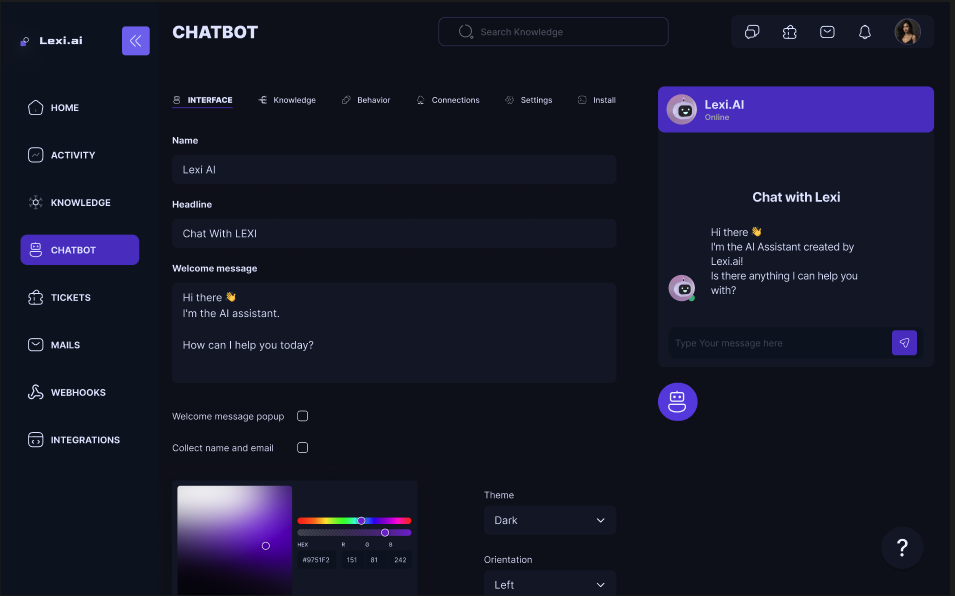 Lexi.ai
CHATBOT
Search Knowledge
HOME
ACTIVITY
KNOWLEDGE
CHATBOT
TICKETS
MAILS
WEBHOOKS
INTEGRATIONS
INTERFACE Knowledge Behavior Connections Settings Install
Name
Lexi AI
Headline
Chat With LEXI
Welcome message
Hi there 👋
I'm the AI assistant.
How can I help you today?
Welcome message popup
Collect name and email
HEX R G B
#9751F2 151 81 242
Theme
Dark
Orientation
Left
Lexi.AI
Online
Chat with Lexi
Hi there 👋
I'm the AI Assistant created by
Lexi.ai!
Is there anything I can help you
with?
Type Your message here
?